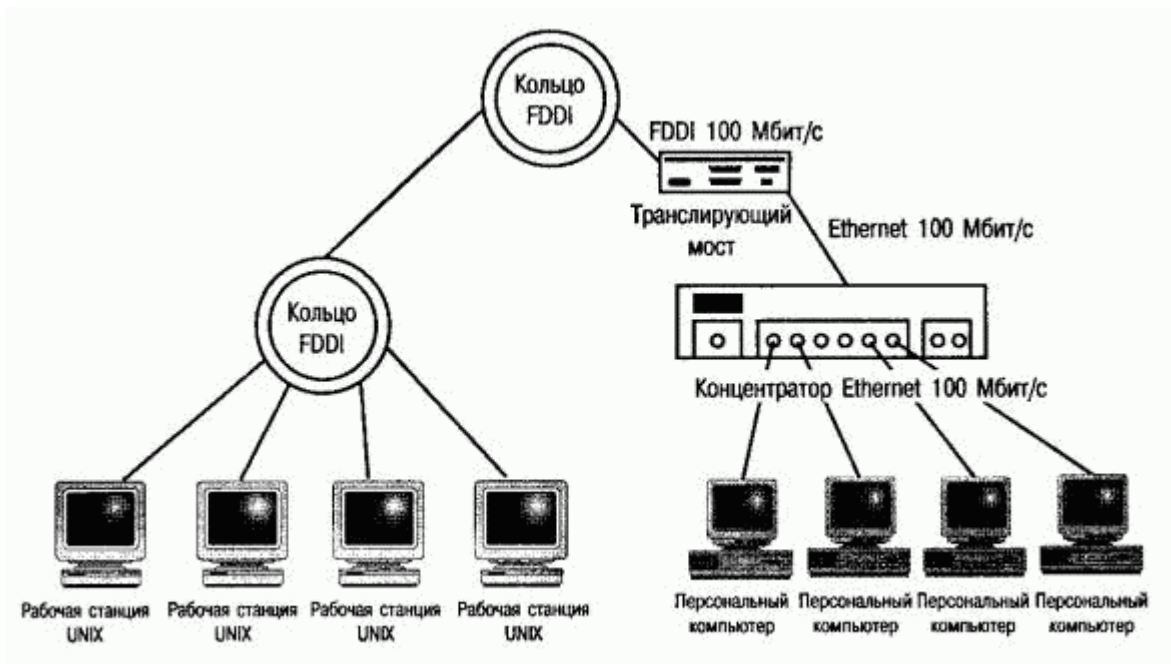 Кольцо
FDDI
FDDI 100 Мбит/с
Транслирующий
мост
Ethernet 100 Мбит/с
Кольцо
FDDI
Концентратор Ethernet 100 Мбит/с
Рабочая станция
UNIX
Рабочая станция
UNIX
Рабочая станция
UNIX
Рабочая станция
UNIX
Персональный
компьютер
Персональный
компьютер
Персональный
компьютер
Персональный
компьютер